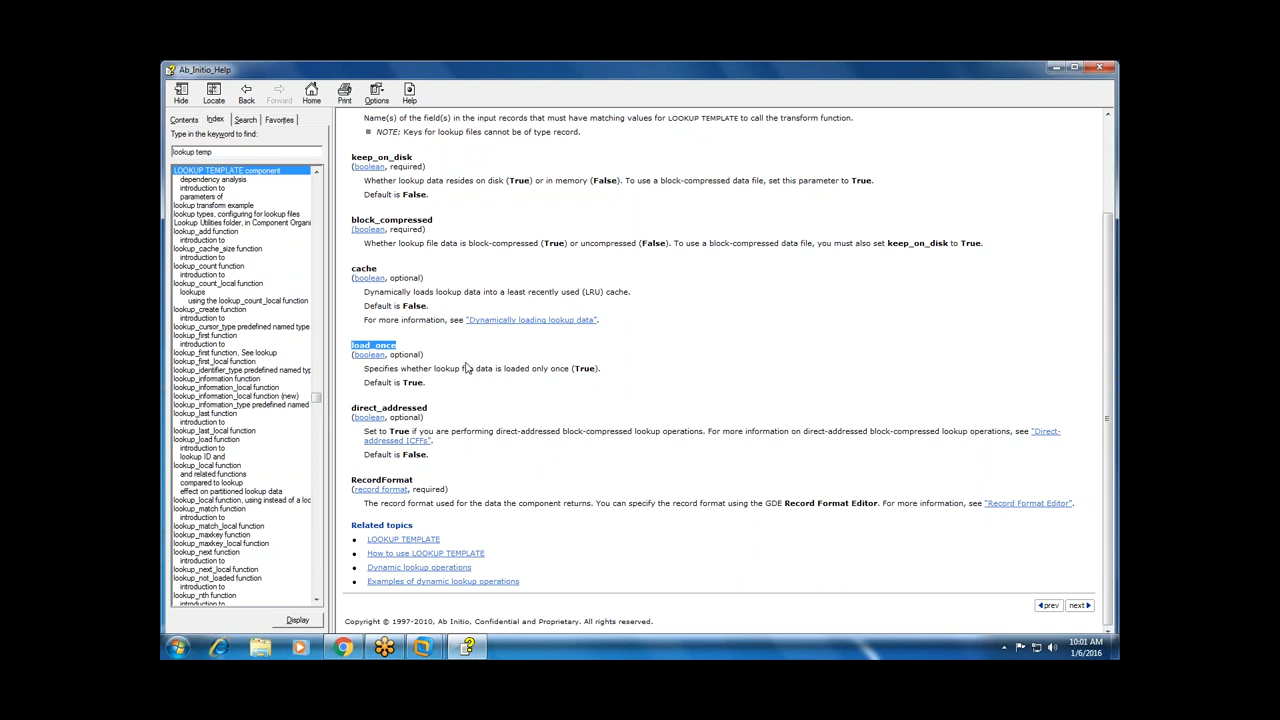 Ab_Initio_Help
Hide Locate Back Forward Home Print Options Help
Contents Index Search Favorites
Type in the keyword to find:
lookup temp
LOOKUP TEMPLATE component
dependency analysis
introduction to
parameters of
lookup transform example
lookup types, configuring for lookup files
Lookup Utilities folder, in Component Organi
lookup_add function
introduction to
lookup_cache_size function
introduction to
lookup_count function
introduction to
lookup_count_local function
lookups
using the lookup_count_local function
lookup_create function
introduction to
lookup_cursor_type predefined named type
lookup_first function
introduction to
lookup_first function, See lookup
lookup_first_local function
lookup_identifier_type predefined named typ
lookup_information function
lookup_information_local function
lookup_information_local function (new)
lookup_information_type predefined named
lookup_last function
introduction to
lookup_last_local function
lookup_load function
introduction to
lookup ID and
lookup_local function
and related functions
compared to lookup
effect on partitioned lookup data
lookup_local function, using instead of a loc
lookup_match function
introduction to
lookup_match_local function
lookup_maxkey function
lookup_maxkey_local function
lookup_next function
introduction to
lookup_next_local function
lookup_not_loaded function
introduction to
lookup_nth function
introduction to
Display
Name(s) of the field(s) in the input records that must have matching values for LOOKUP TEMPLATE to call the transform function.
NOTE: Keys for lookup files cannot be of type record.
keep_on_disk
(boolean, required)
Whether lookup data resides on disk (True) or in memory (False). To use a block-compressed data file, set this parameter to True.
Default is False.
block_compressed
(boolean, required)
Whether lookup file data is block-compressed (True) or uncompressed (False). To use a block-compressed data file, you must also set keep_on_disk to True.
cache
(boolean, optional)
Dynamically loads lookup data into a least recently used (LRU) cache.
Default is False.
For more information, see "Dynamically loading lookup data".
load_once
(boolean, optional)
Specifies whether lookup file data is loaded only once (True).
Default is True.
direct_addressed
(boolean, optional)
Set to True if you are performing direct-addressed block-compressed lookup operations. For more information on direct-addressed block-compressed lookup operations, see "Direct-
addressed ICFFs".
Default is False.
RecordFormat
(record format, required)
The record format used for the data the component returns. You can specify the record format using the GDE Record Format Editor. For more information, see "Record Format Editor".
Related topics
• LOOKUP TEMPLATE
• How to use LOOKUP TEMPLATE
• Dynamic lookup operations
• Examples of dynamic lookup operations
prev next
Copyright © 1997-2010, Ab Initio, Confidential and Proprietary. All rights reserved.
10:01 AM
1/6/2016